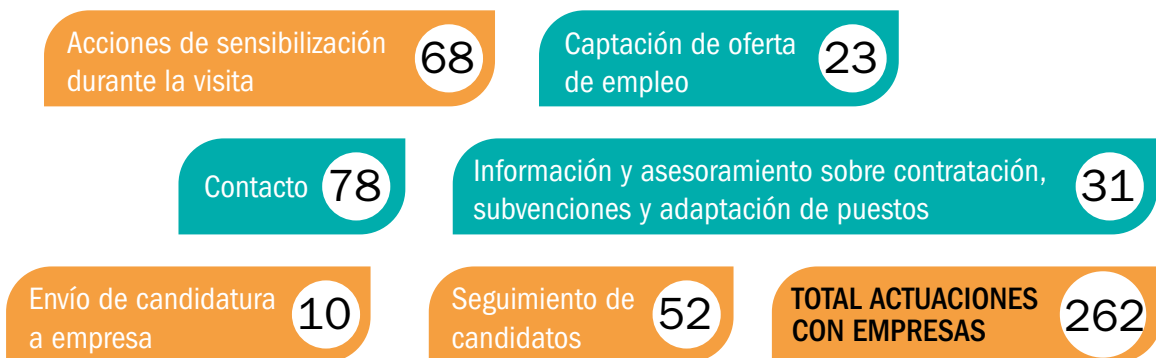 Acciones de sensibilización
durante la visita
68
Captación de oferta
de empleo
23
Contacto
78
Información y asesoramiento sobre contratación,
subvenciones y adaptación de puestos
31
Envío de candidatura
a empresa
10
Seguimiento de
candidatos
52
TOTAL ACTUACIONES
CON EMPRESAS
262